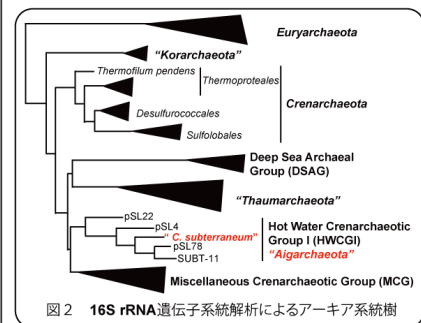 Euryarchaeota
"Korarchaeota"
Thermofilum pendens
Thermoproteales
Crenarchaeota
Desulfurococcales
Sulfolobales
Deep Sea Archaeal
Group (DSAG)
"Thaumarchaeota"
pSL22
pSL4
"C. subterraneum"
pSL78
SUBT-11
Hot Water Crenarchaeotic
Group I (HWCGI)
"Aigarchaeota"
Miscellaneous Crenarchaeotic Group (MCG)
図2 16S rRNA遺伝子系統解析によるアーキア系統樹